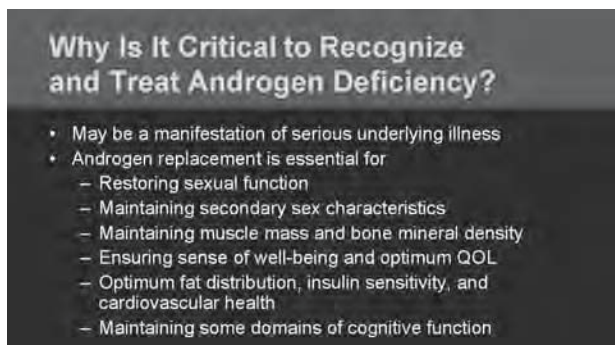 Why Is It Critical to Recognize
and Treat Androgen Deficiency?
• May be a manifestation of serious underlying illness
• Androgen replacement is essential for
– Restoring sexual function
– Maintaining secondary sex characteristics
– Maintaining muscle mass and bone mineral density
– Ensuring sense of well-being and optimum QOL
– Optimum fat distribution, insulin sensitivity, and
cardiovascular health
– Maintaining some domains of cognitive function